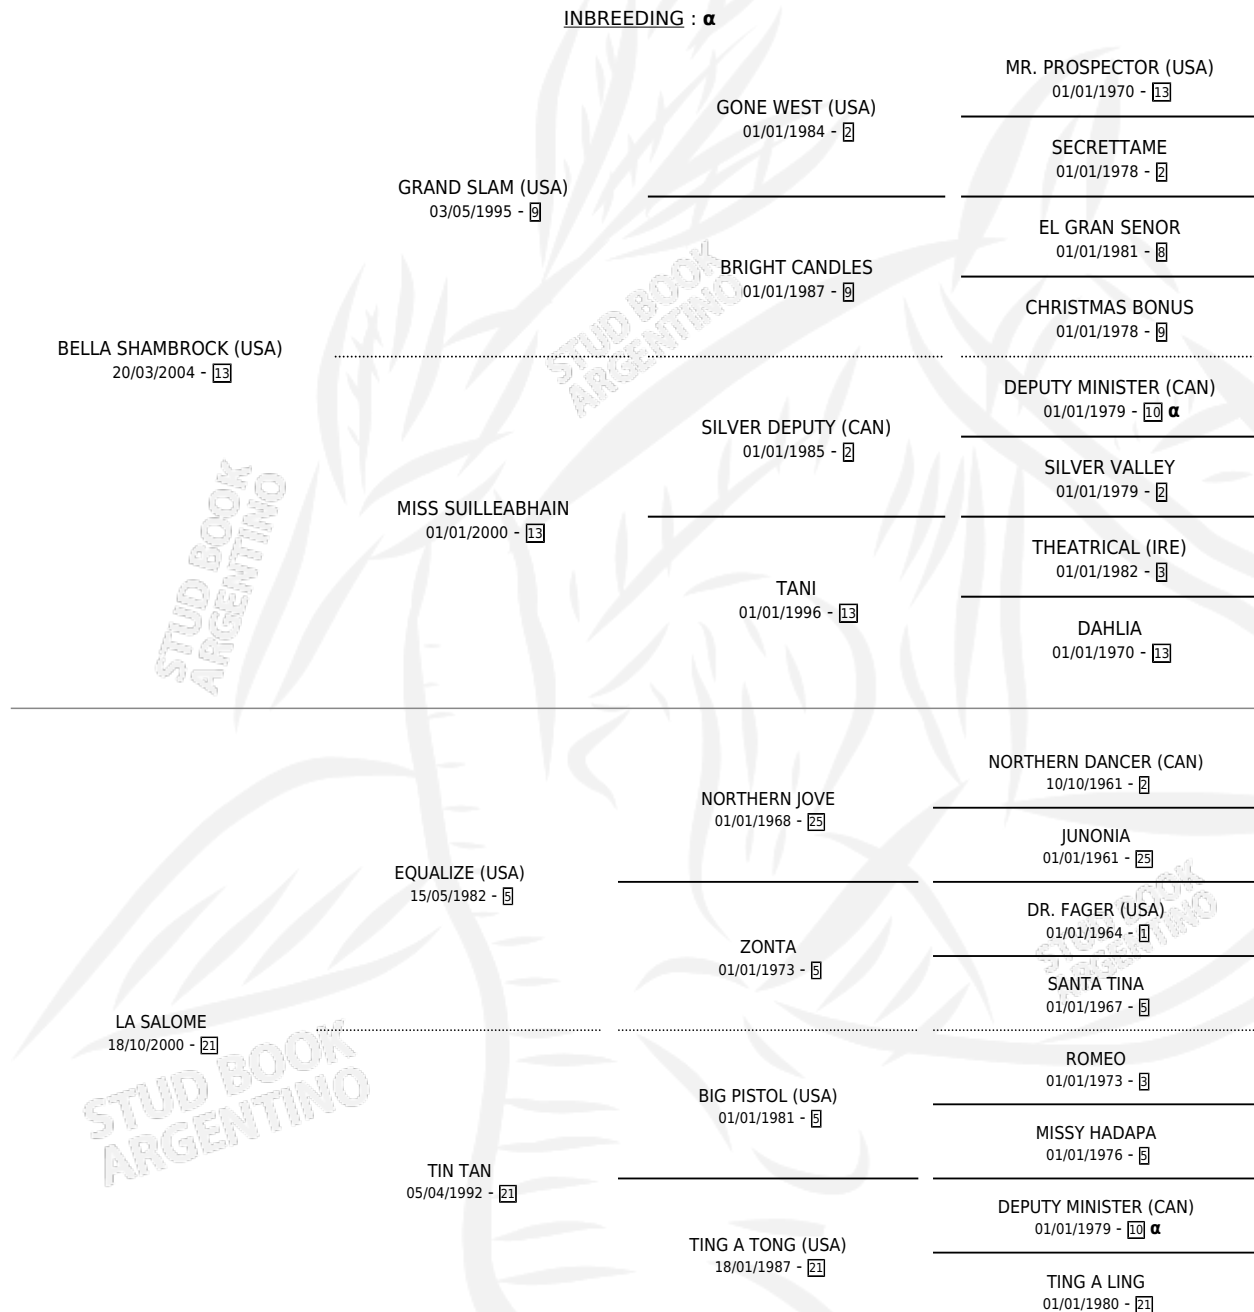 INBREEDING : α
MR. PROSPECTOR (USA)
01/01/1970 - 13
GONE WEST (USA)
01/01/1984 - 2
SECRETTAME
01/01/1978 - 2
GRAND SLAM (USA)
03/05/1995 - 9
EL GRAN SENOR
01/01/1981 - 8
BRIGHT CANDLES
01/01/1987 - 9
CHRISTMAS BONUS
01/01/1978 - 9
BELLA SHAMBROCK (USA)
20/03/2004 - 13
DEPUTY MINISTER (CAN)
01/01/1979 - 10 α
SILVER DEPUTY (CAN)
01/01/1985 - 2
SILVER VALLEY
01/01/1979 - 2
MISS SUILLEABHAIN
01/01/2000 - 13
THEATRICAL (IRE)
01/01/1982 - 3
TANI
01/01/1996 - 13
DAHLIA
01/01/1970 - 13
NORTHERN DANCER (CAN)
10/10/1961 - 2
NORTHERN JOVE
01/01/1968 - 25
JUNONIA
01/01/1961 - 25
EQUALIZE (USA)
15/05/1982 - 5
DR. FAGER (USA)
01/01/1964 - 1
ZONTA
01/01/1973 - 5
SANTA TINA
01/01/1967 - 5
LA SALOME
18/10/2000 - 21
ROMEO
01/01/1973 - 3
BIG PISTOL (USA)
01/01/1981 - 5
MISSY HADAPA
01/01/1976 - 5
TIN TAN
05/04/1992 - 21
DEPUTY MINISTER (CAN)
01/01/1979 - 10 α
TING A TONG (USA)
18/01/1987 - 21
TING A LING
01/01/1980 - 21
STUD BOOK
ARGENTINO
STUD BOOK
ARGENTINO
STUD BOOK
ARGENTINO
STUD BOOK
ARGENTINO